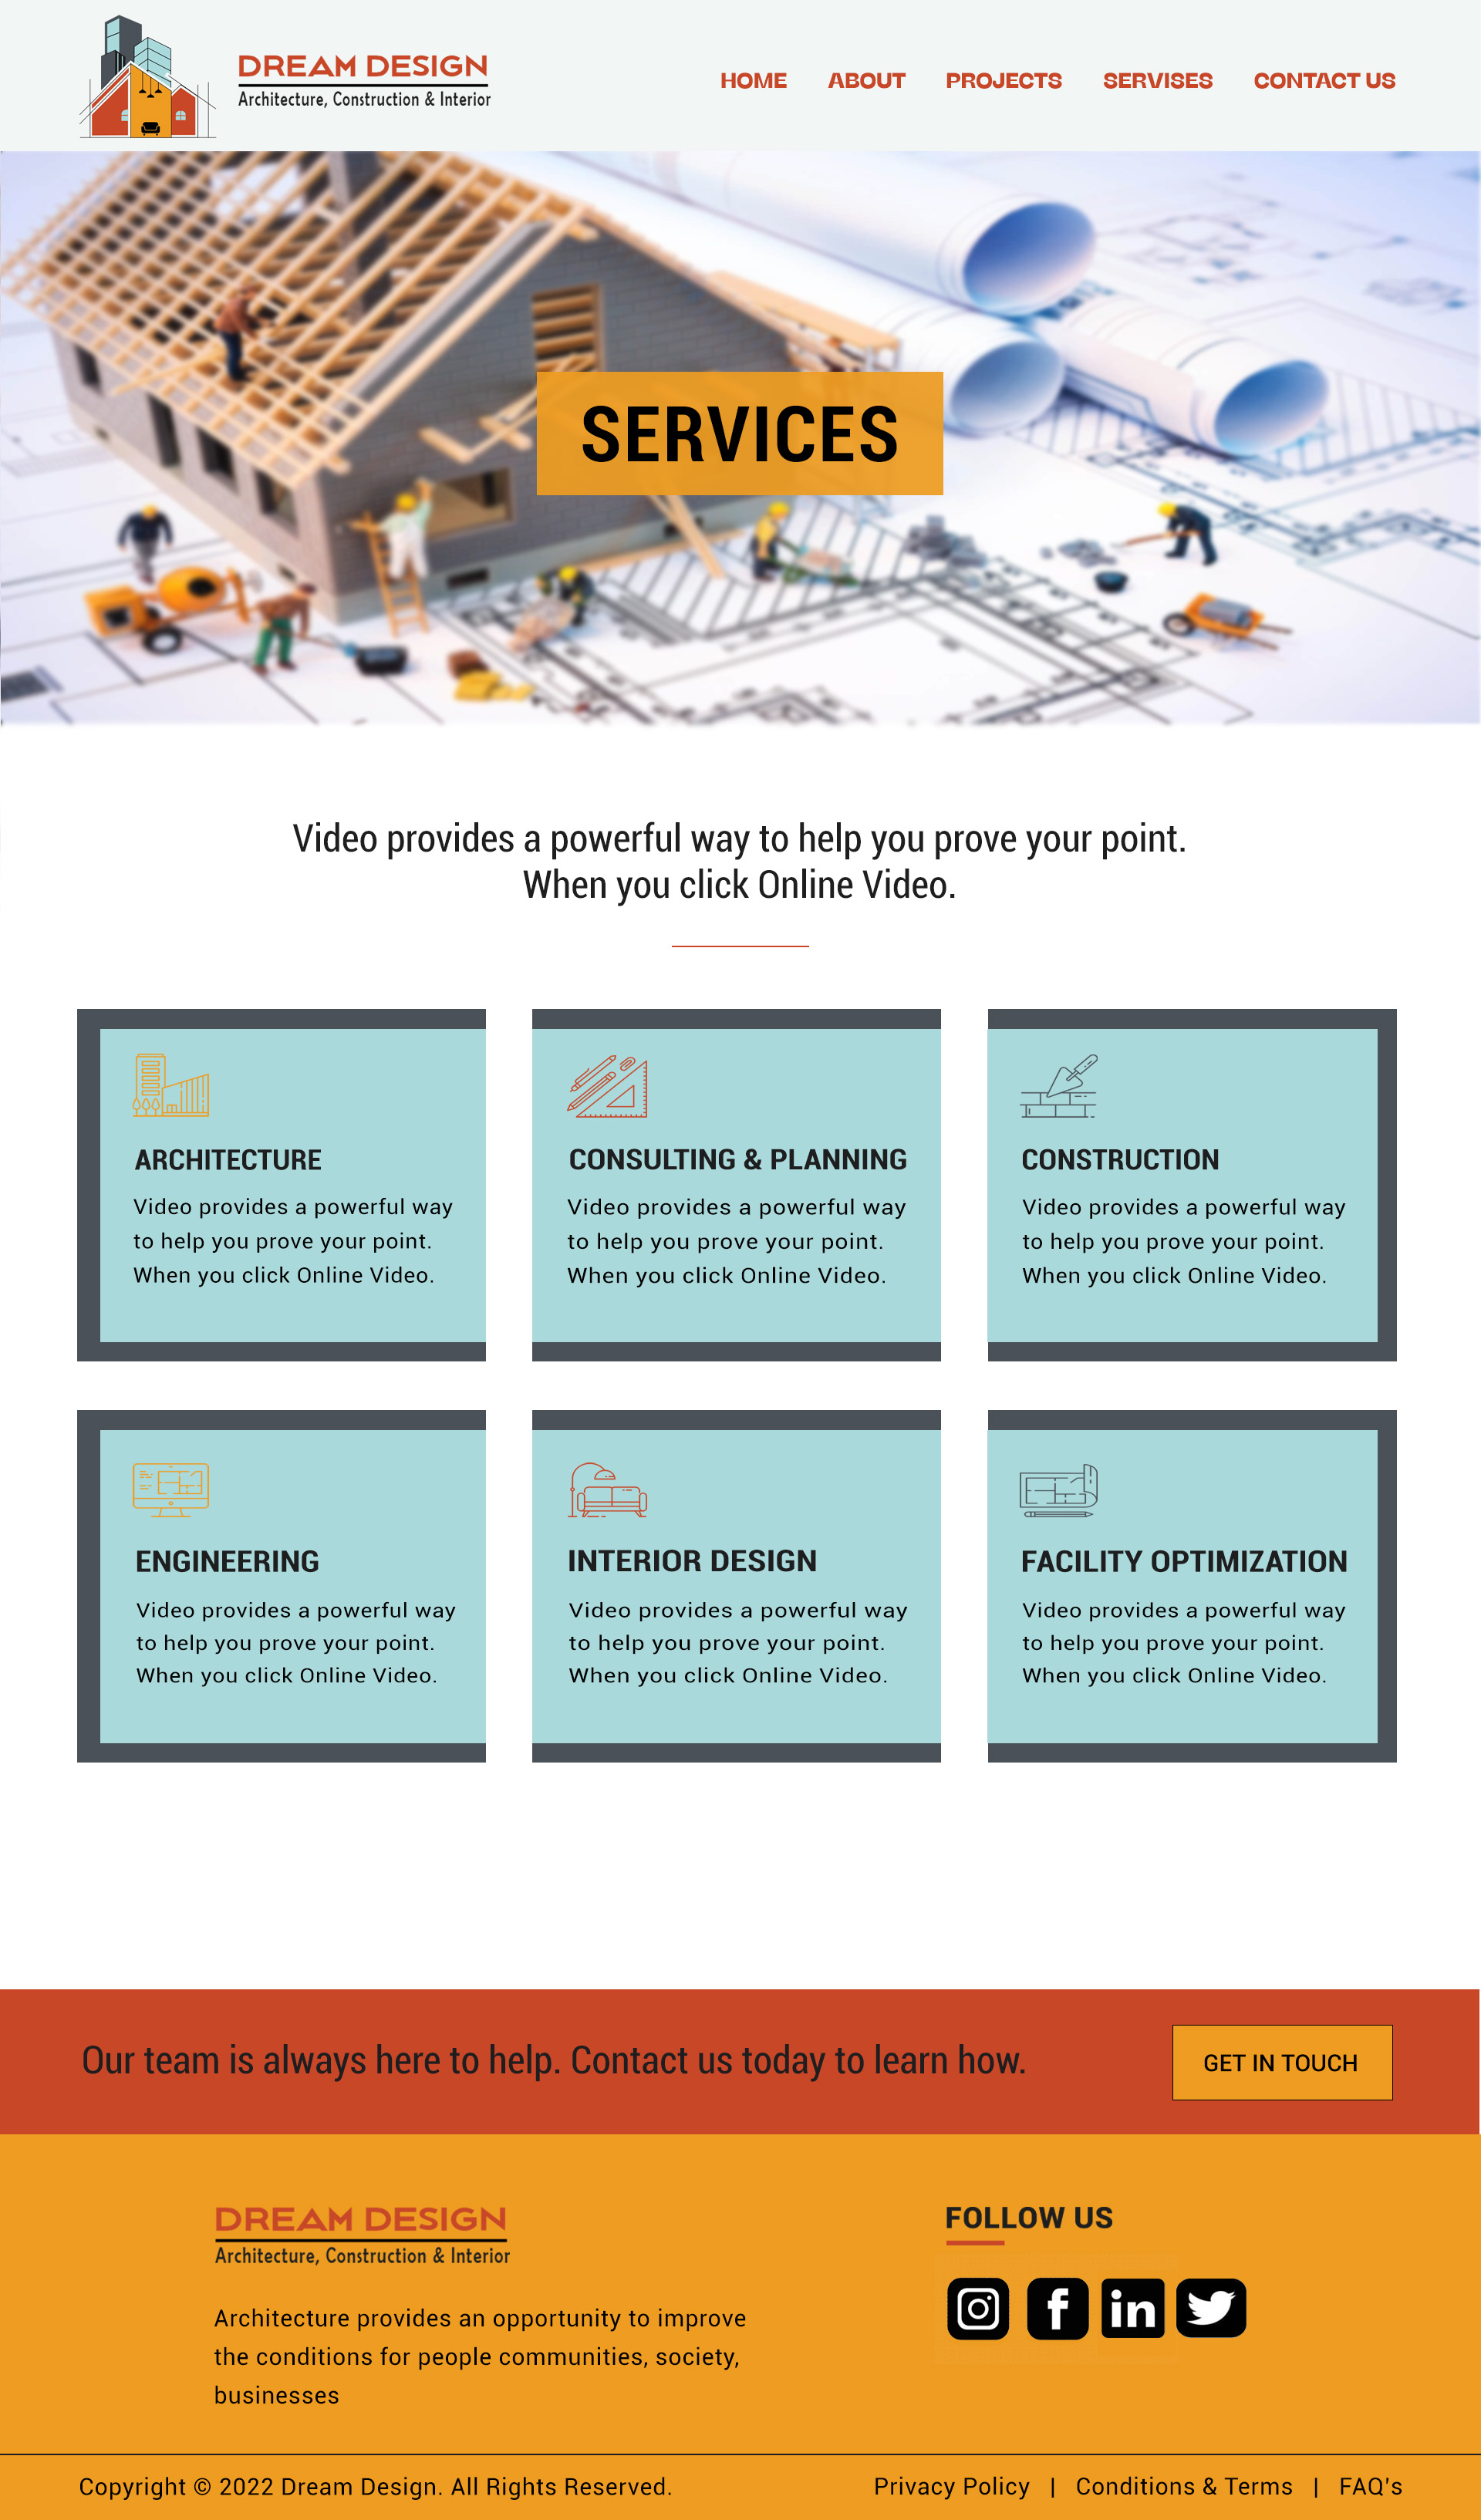 DREAM DESIGN
Architecture, Construction & Interior
HOME ABOUT PROJECTS SERVISES CONTACT US
SERVICES
Video provides a powerful way to help you prove your point.
When you click Online Video.
ARCHITECTURE
Video provides a powerful way
to help you prove your point.
When you click Online Video.
CONSULTING & PLANNING
Video provides a powerful way
to help you prove your point.
When you click Online Video.
CONSTRUCTION
Video provides a powerful way
to help you prove your point.
When you click Online Video.
ENGINEERING
Video provides a powerful way
to help you prove your point.
When you click Online Video.
INTERIOR DESIGN
Video provides a powerful way
to help you prove your point.
When you click Online Video.
FACILITY OPTIMIZATION
Video provides a powerful way
to help you prove your point.
When you click Online Video.
Our team is always here to help. Contact us today to learn how.
GET IN TOUCH
DREAM DESIGN
Architecture, Construction & Interior
Architecture provides an opportunity to improve
the conditions for people communities, society,
businesses
FOLLOW US
f in
Copyright © 2022 Dream Design. All Rights Reserved.
Privacy Policy | Conditions & Terms | FAQ's